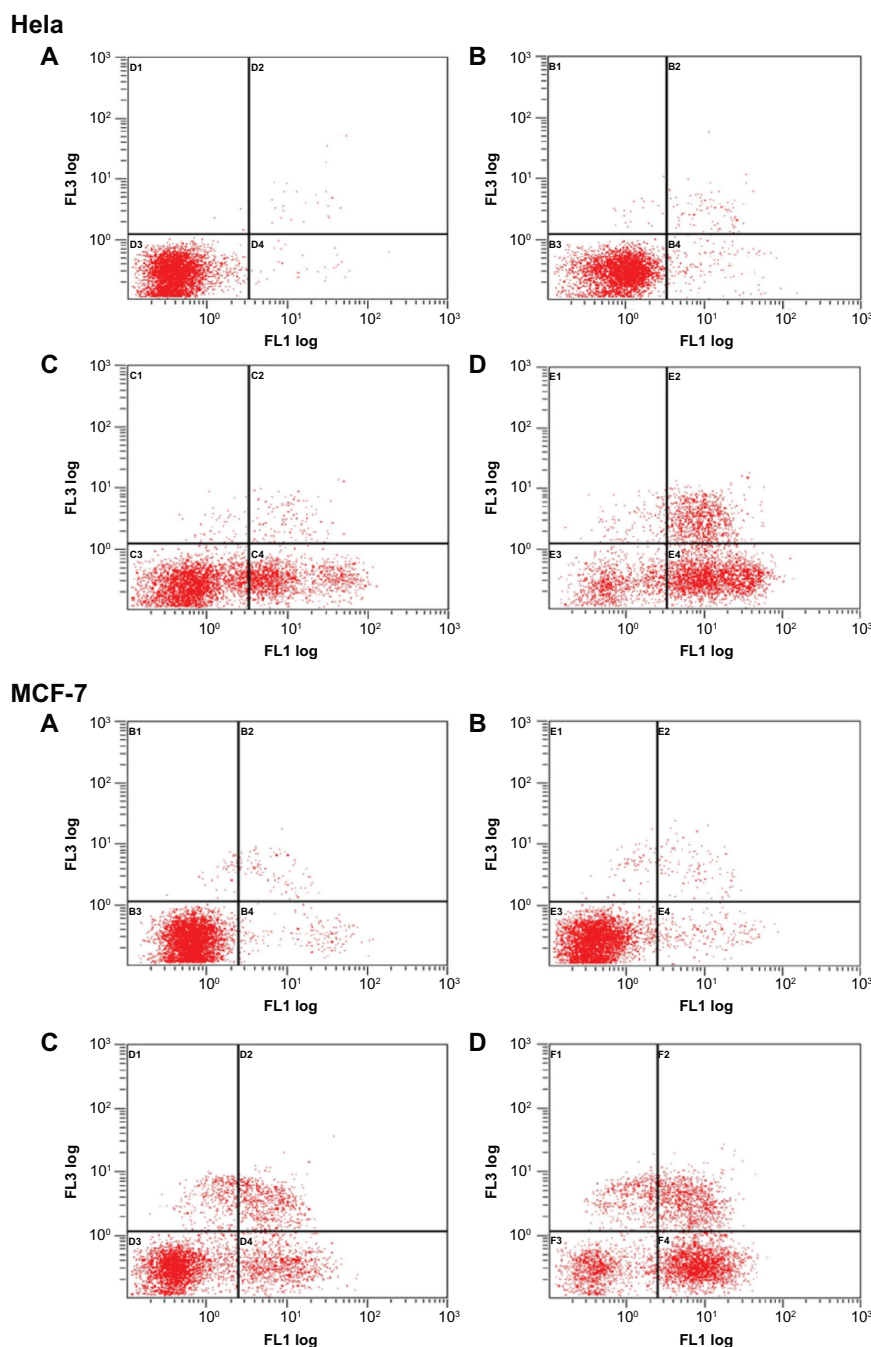 Hela
A
B
10³ 10² 10¹ 10⁰
FL3 log
D1 D2
D3 D4
10⁰ 10¹ 10² 10³
FL1 log
10³ 10² 10¹ 10⁰
FL3 log
B1 B2
B3 B4
10⁰ 10¹ 10² 10³
FL1 log
C
D
10³ 10² 10¹ 10⁰
FL3 log
C1 C2
C3 C4
10⁰ 10¹ 10² 10³
FL1 log
10³ 10² 10¹ 10⁰
FL3 log
E1 E2
E3 E4
10⁰ 10¹ 10² 10³
FL1 log
MCF-7
A
B
10³ 10² 10¹ 10⁰
FL3 log
B1 B2
B3 B4
10⁰ 10¹ 10² 10³
FL1 log
10³ 10² 10¹ 10⁰
FL3 log
E1 E2
E3 E4
10⁰ 10¹ 10² 10³
FL1 log
C
D
10³ 10² 10¹ 10⁰
FL3 log
D1 D2
D3 D4
10⁰ 10¹ 10² 10³
FL1 log
10³ 10² 10¹ 10⁰
FL3 log
F1 F2
F3 F4
10⁰ 10¹ 10² 10³
FL1 log